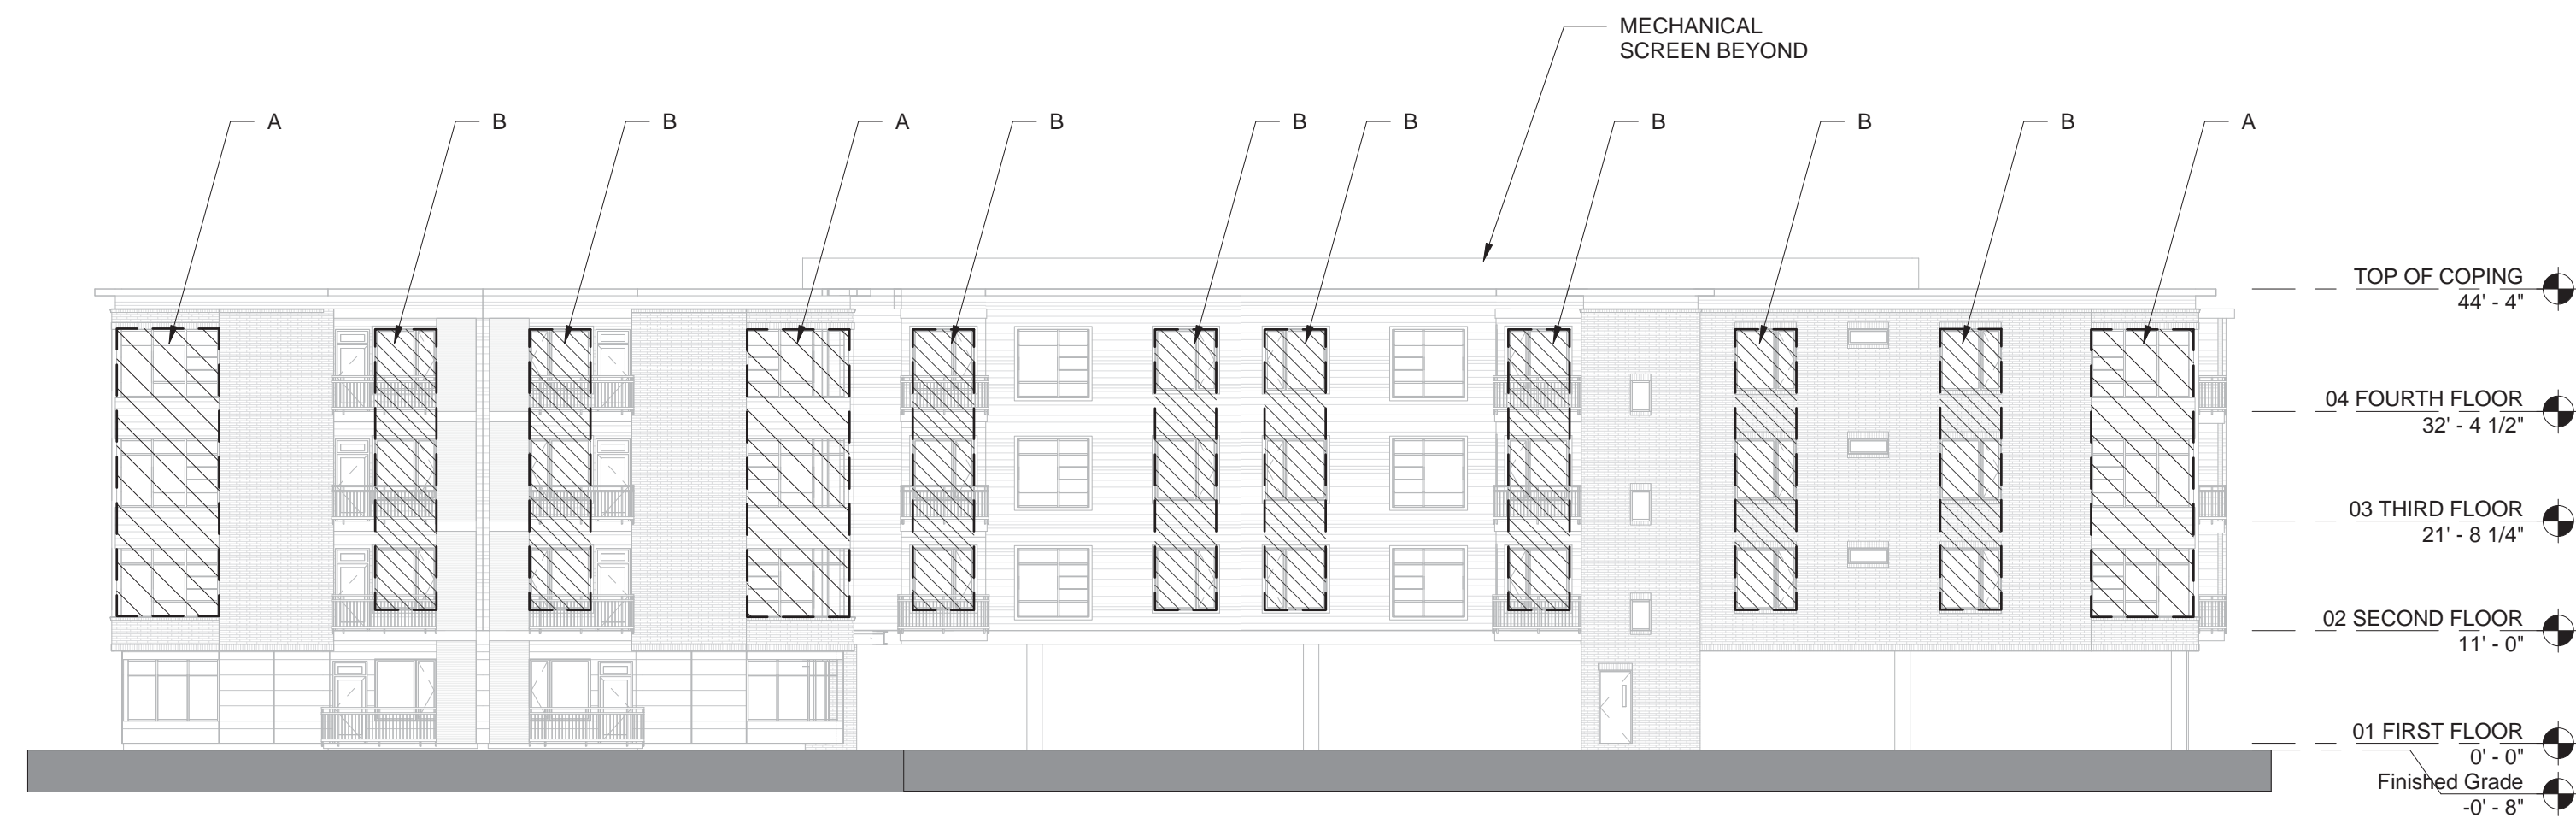 MECHANICAL
SCREEN BEYOND
A B B A B B B B B B A
TOP OF COPING
44' - 4"
04 FOURTH FLOOR
32' - 4 1/2"
03 THIRD FLOOR
21' - 8 1/4"
02 SECOND FLOOR
11' - 0"
01 FIRST FLOOR
0' - 0"
Finished Grade
-0' - 8"